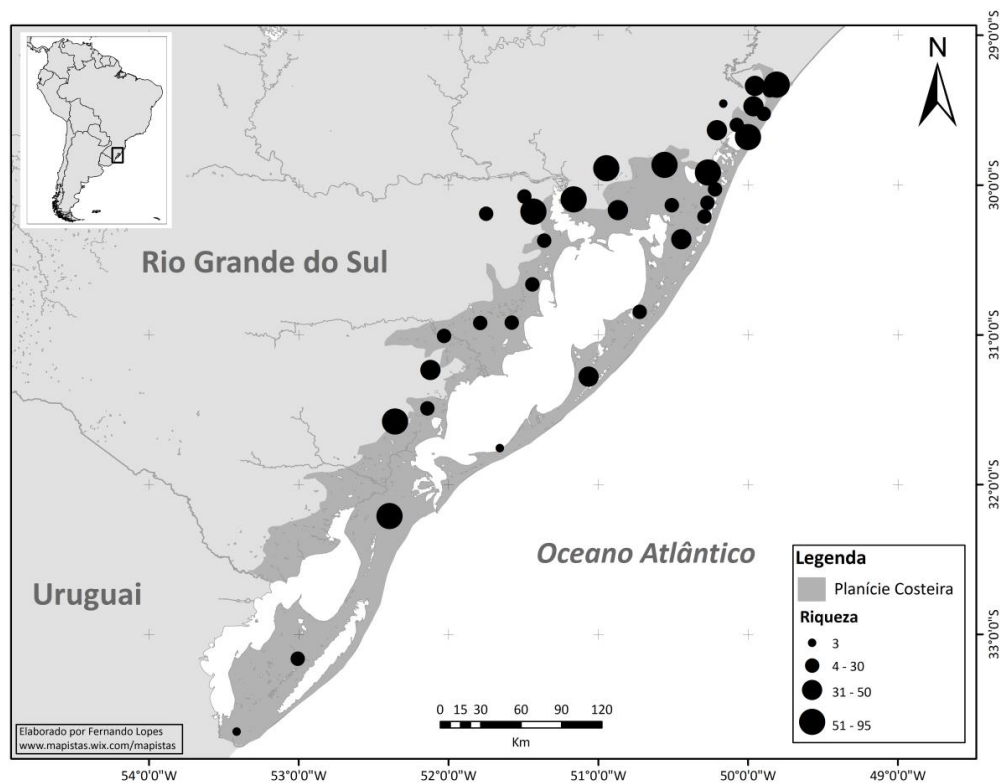 N
Rio Grande do Sul
Oceano Atlântico
Uruguai
Legenda
Planície Costeira
Riqueza
3
4 - 30
31 - 50
51 - 95
0 15 30 60 90 120
Km
Elaborado por Fernando Lopes
www.mapistas.wix.com/mapistas
29°0'0"S
30°0'0"S
31°0'0"S
32°0'0"S
33°0'0"S
54°0'0"W
53°0'0"W
52°0'0"W
51°0'0"W
50°0'0"W
49°0'0"W